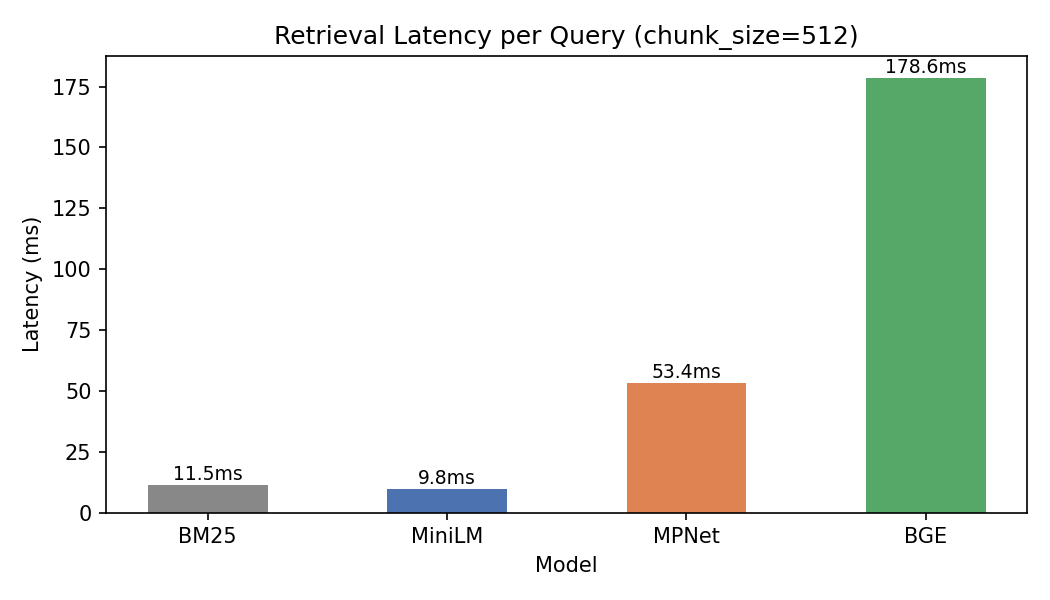 Retrieval Latency per Query (chunk_size=512)
Latency (ms)
175
150
125
100
75
50
25
0
11.5ms
9.8ms
53.4ms
178.6ms
BM25
MiniLM
MPNet
BGE
Model